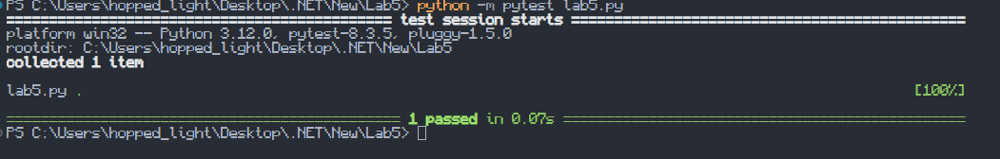 PS C:\Users\hopped_light\Desktop\.NET\New\Lab5> python -m pytest lab5.py
============================================= test session starts ==============================================
platform win32 -- Python 3.12.0, pytest-8.3.5, pluggy-1.5.0
rootdir: C:\Users\hopped_light\Desktop\.NET\New\Lab5
collected 1 item
lab5.py . [100%]
============================================== 1 passed in 0.07s ===============================================
PS C:\Users\hopped_light\Desktop\.NET\New\Lab5>